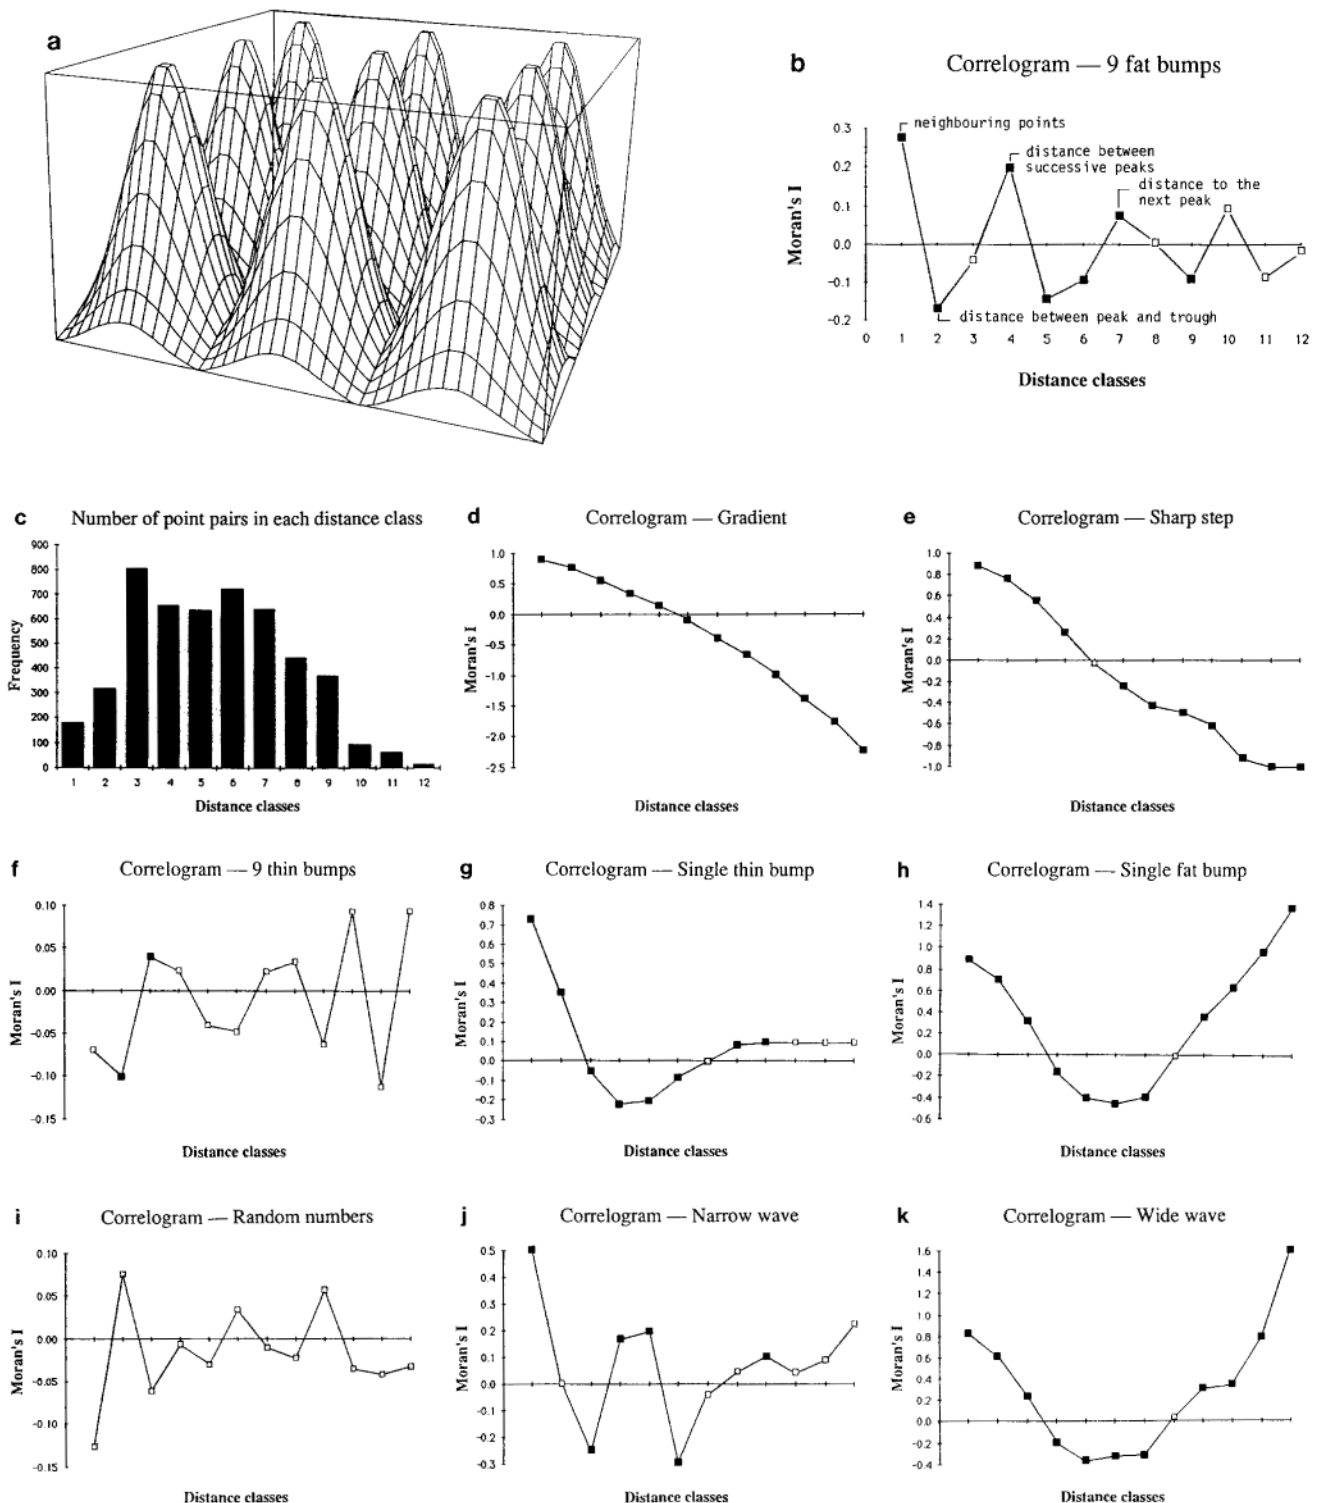 a
b
Correlogram — 9 fat bumps
neighbouring points
distance between
successive peaks
distance to the
next peak
distance between peak and trough
Moran's I
0.3
0.2
0.1
0.0
-0.1
-0.2
0 1 2 3 4 5 6 7 8 9 10 11 12
Distance classes
c
Number of point pairs in each distance class
Frequency
900
800
700
600
500
400
300
200
100
0
1 2 3 4 5 6 7 8 9 10 11 12
Distance classes
d
Correlogram — Gradient
Moran's I
1.0
0.5
0.0
-0.5
-1.0
-1.5
-2.0
-2.5
Distance classes
e
Correlogram — Sharp step
Moran's I
1.0
0.8
0.6
0.4
0.2
0.0
-0.2
-0.4
-0.6
-0.8
-1.0
Distance classes
f
Correlogram — 9 thin bumps
Moran's I
0.10
0.05
0.00
-0.05
-0.10
-0.15
Distance classes
g
Correlogram — Single thin bump
Moran's I
0.8
0.7
0.6
0.5
0.4
0.3
0.2
0.1
0.0
-0.1
-0.2
-0.3
Distance classes
h
Correlogram — Single fat bump
Moran's I
1.4
1.2
1.0
0.8
0.6
0.4
0.2
0.0
-0.2
-0.4
-0.6
Distance classes
i
Correlogram — Random numbers
Moran's I
0.10
0.05
0.00
-0.05
-0.10
-0.15
Distance classes
j
Correlogram — Narrow wave
Moran's I
0.5
0.4
0.3
0.2
0.1
0.0
-0.1
-0.2
-0.3
Distance classes
k
Correlogram — Wide wave
Moran's I
1.6
1.4
1.2
1.0
0.8
0.6
0.4
0.2
0.0
-0.2
-0.4
Distance classes